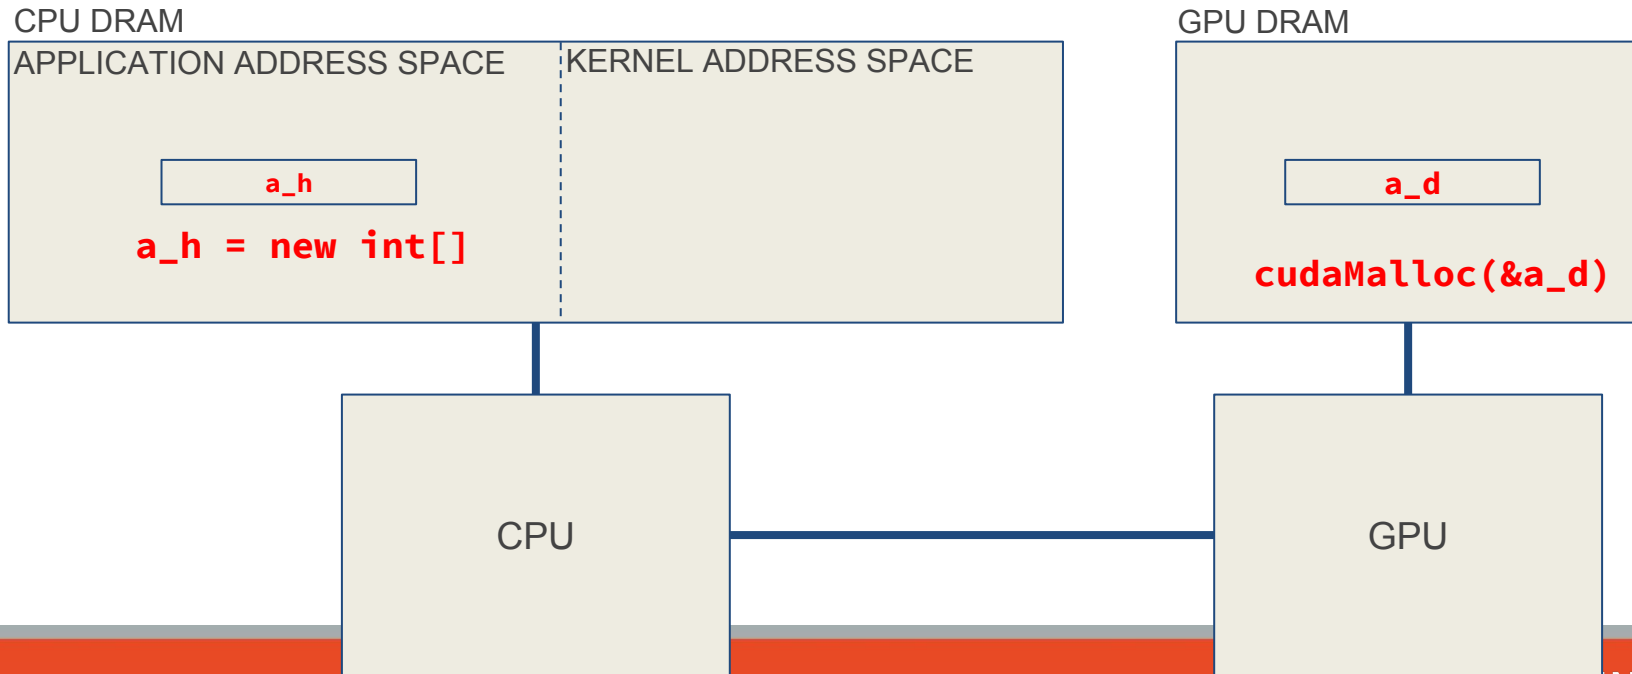 CPU DRAM
GPU DRAM
APPLICATION ADDRESS SPACE
KERNEL ADDRESS SPACE
a_h
a_d
a_h = new int[]
cudaMalloc(&a_d)
CPU
GPU